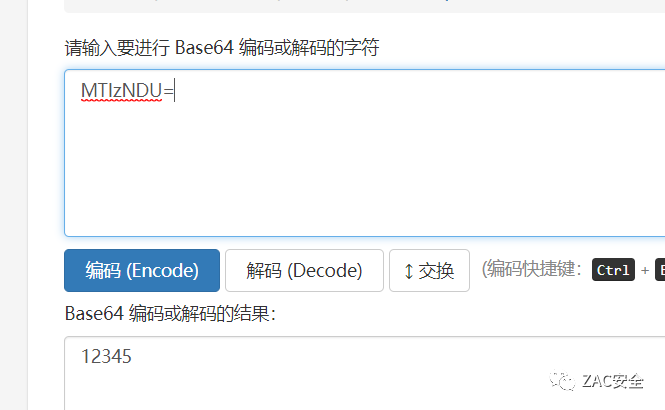 请输入要进行 Base64 编码或解码的字符
MTIzNDU=
编码 (Encode) 解码 (Decode) ↕ 交换 (编码快捷键： Ctrl +
Base64 编码或解码的结果：
12345
ZAC安全